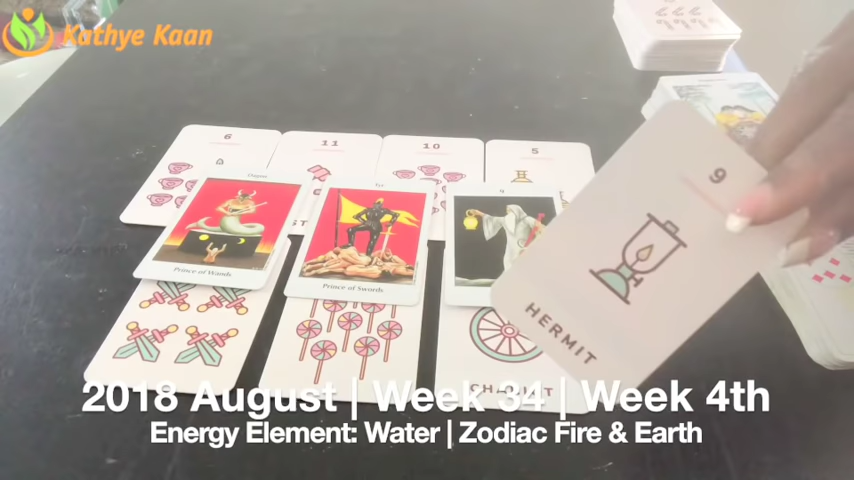 Kathye Kaan
6
11
10
5
9
Prince of Wands
Prince of Swords
9
HERMIT
2018 August | Week 34 | Week 4th
Energy Element: Water | Zodiac Fire & Earth